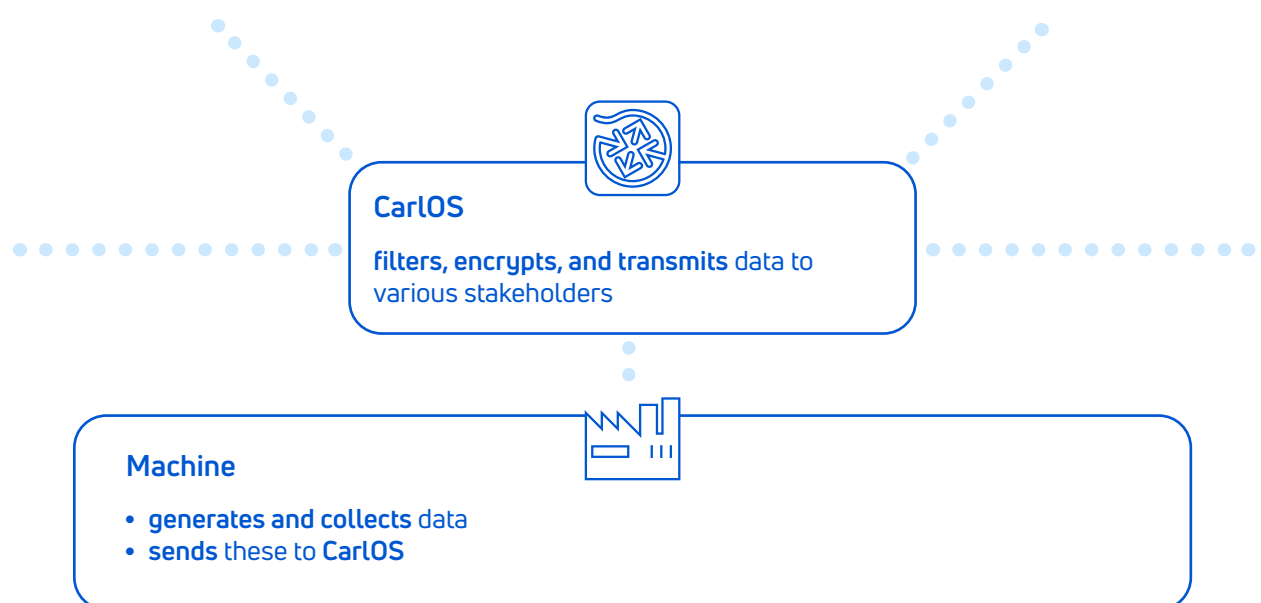 CarlOS
filters, encrypts, and transmits data to
various stakeholders
Machine
• generates and collects data
• sends these to CarlOS